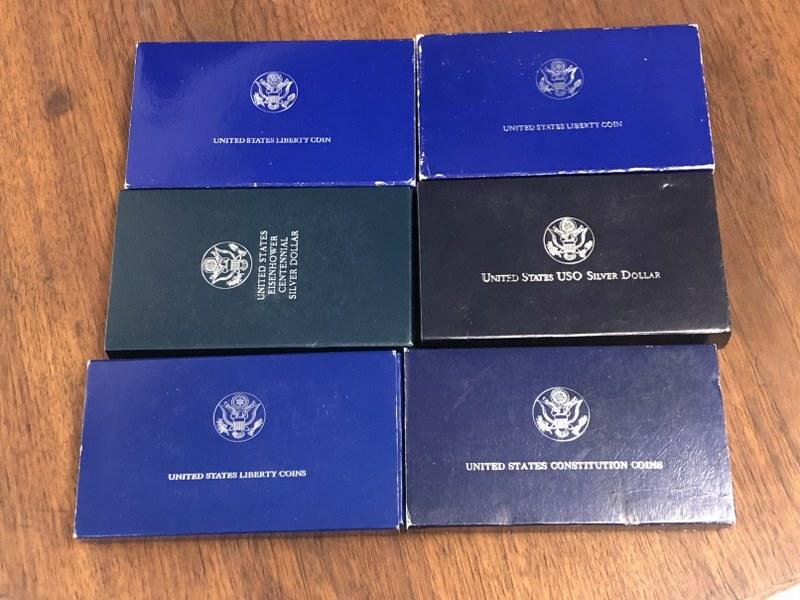 UNITED STATES LIBERTY COIN
UNITED STATES LIBERTY COIN
UNITED STATES
EISENHOWER
CENTENNIAL
SILVER DOLLAR
UNITED STATES USO SILVER DOLLAR
UNITED STATES LIBERTY COINS
UNITED STATES CONSTITUTION COINS